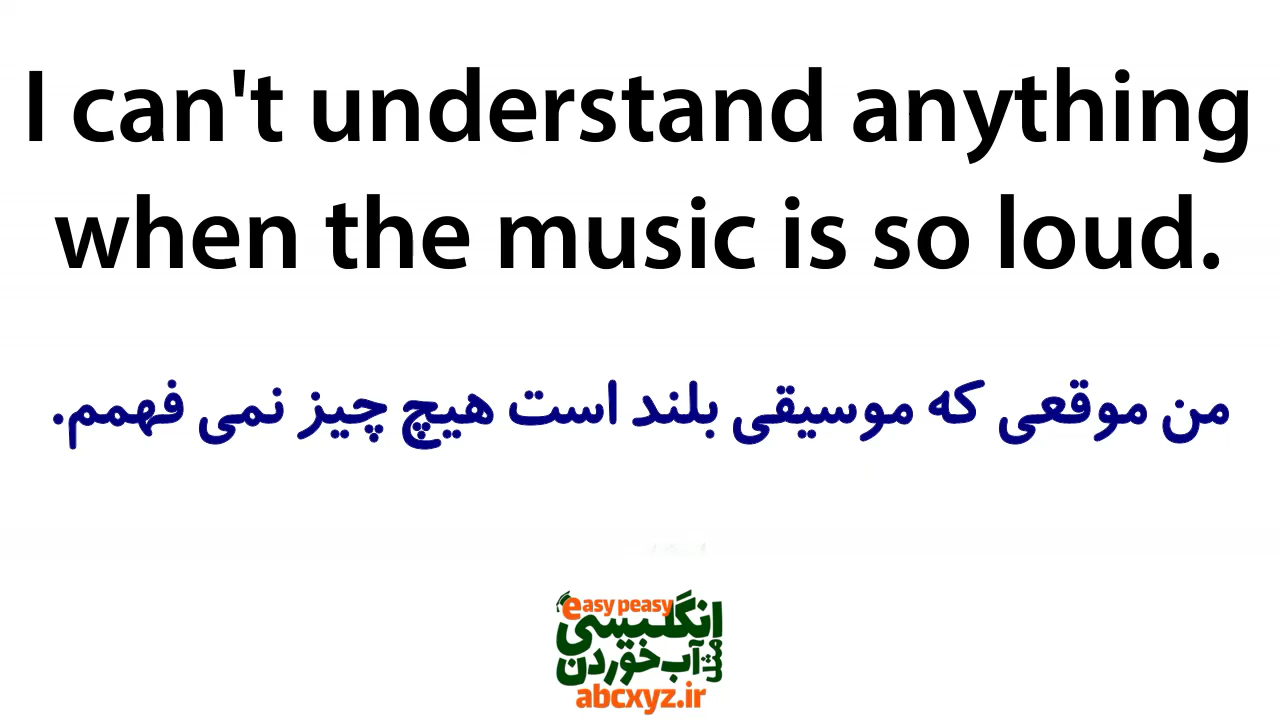 I can't understand anything
when the music is so loud.
من موقعی که موسیقی بلند است هیچ چیز نمی فهمم.
easy peasy
انگلیسی
مثل آب خوردن
abcxyz.ir